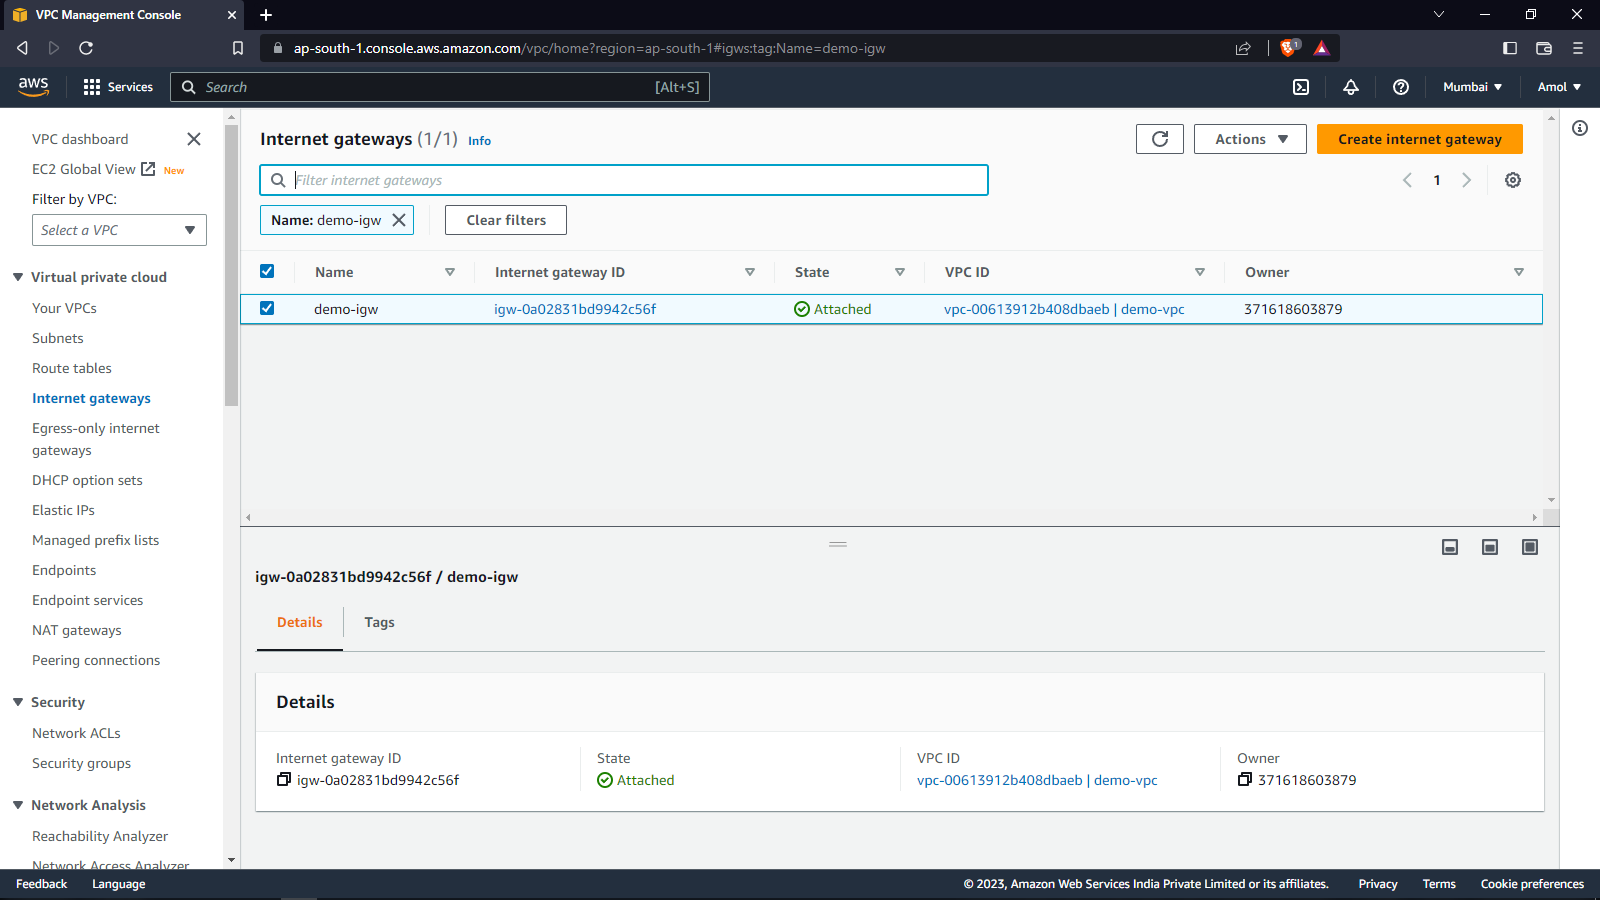 VPC Management Console
ap-south-1.console.aws.amazon.com/vpc/home?region=ap-south-1#igws:tag:Name=demo-igw
1
aws
Services
Search
[Alt+S]
Mumbai
Amol
VPC dashboard
EC2 Global View
New
Filter by VPC:
Select a VPC
Virtual private cloud
Your VPCs
Subnets
Route tables
Internet gateways
Egress-only internet
gateways
DHCP option sets
Elastic IPs
Managed prefix lists
Endpoints
Endpoint services
NAT gateways
Peering connections
Security
Network ACLs
Security groups
Network Analysis
Reachability Analyzer
Network Access Analyzer
Internet gateways (1/1) Info
Actions
Create internet gateway
Filter internet gateways
1
Name: demo-igw
Clear filters
Name
Internet gateway ID
State
VPC ID
Owner
demo-igw
igw-0a02831bd9942c56f
Attached
vpc-00613912b408dbaeb | demo-vpc
371618603879
igw-0a02831bd9942c56f / demo-igw
Details
Tags
Details
Internet gateway ID
igw-0a02831bd9942c56f
State
Attached
VPC ID
vpc-00613912b408dbaeb | demo-vpc
Owner
371618603879
Feedback
Language
© 2023, Amazon Web Services India Private Limited or its affiliates.
Privacy
Terms
Cookie preferences